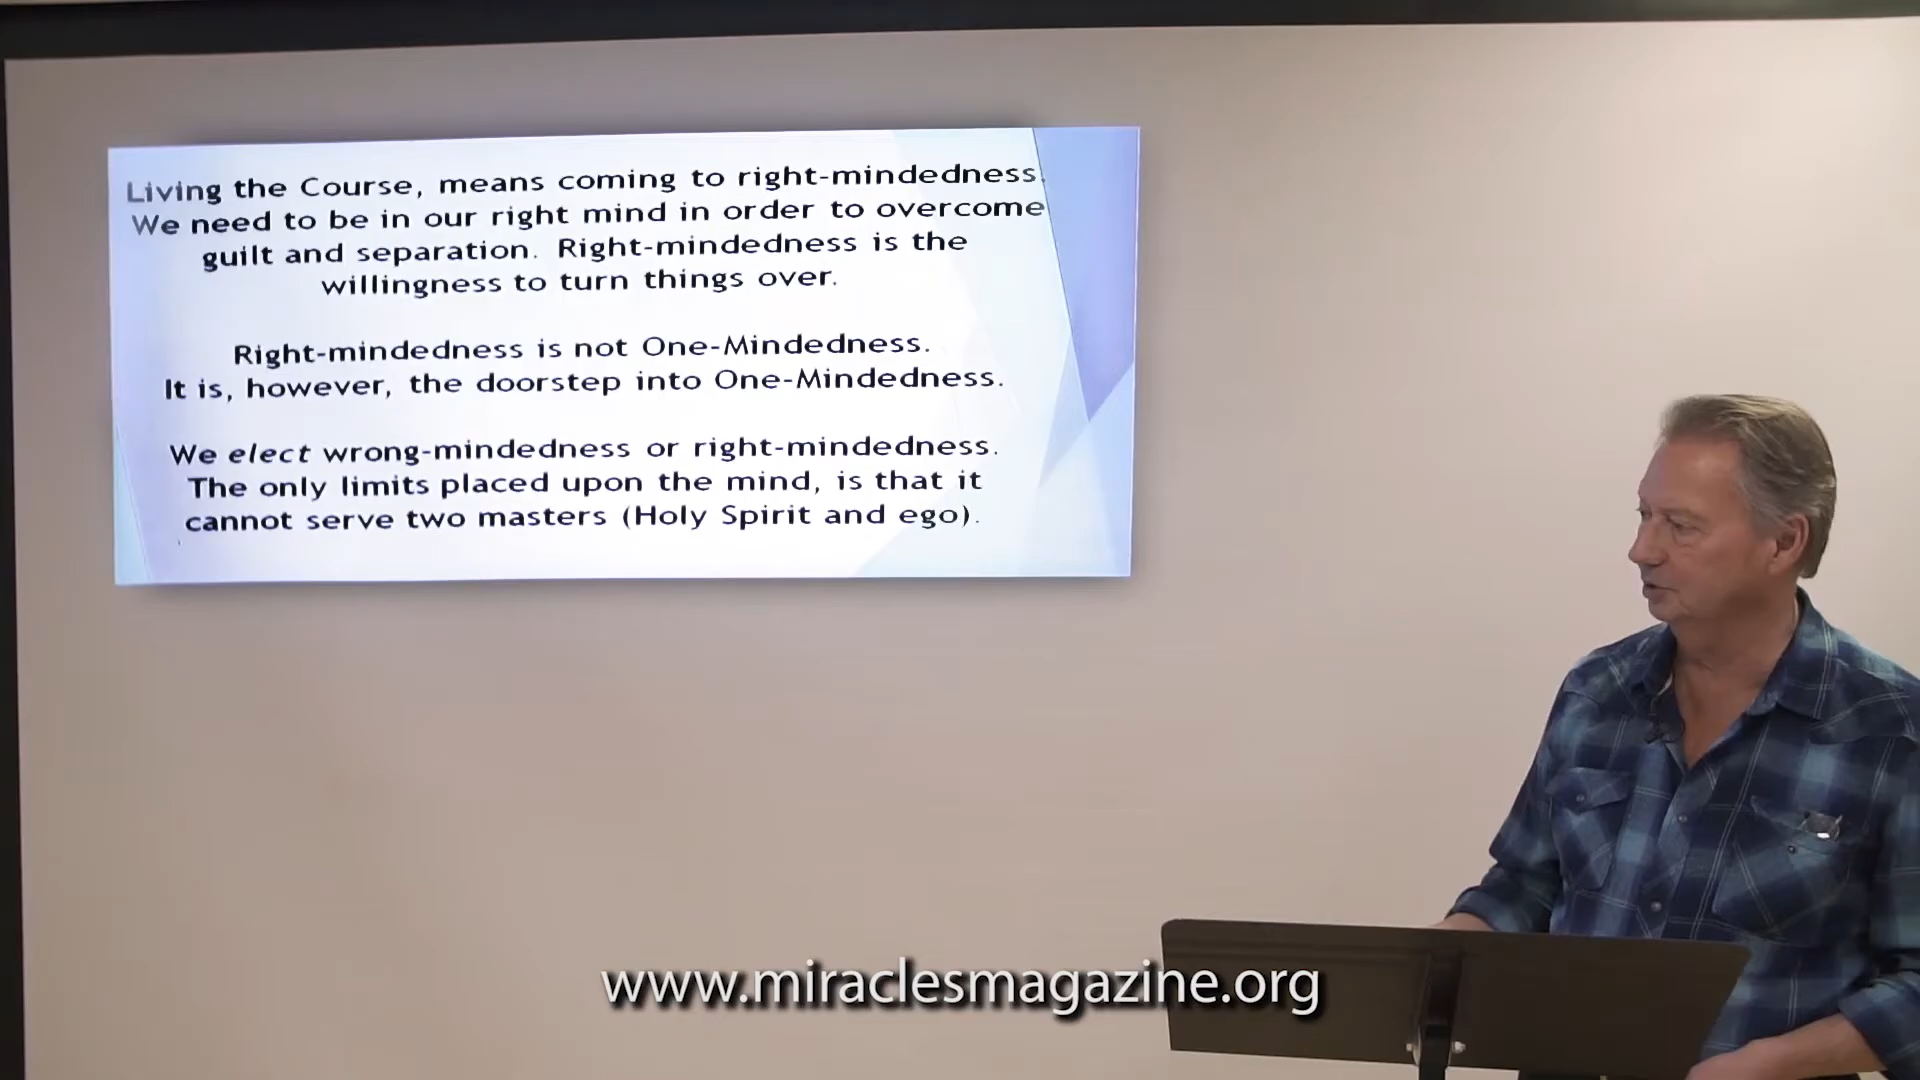 Living the Course, means coming to right-mindedness.
We need to be in our right mind in order to overcome
guilt and separation. Right-mindedness is the
willingness to turn things over.
Right-mindedness is not One-Mindedness.
It is, however, the doorstep into One-Mindedness.
We elect wrong-mindedness or right-mindedness.
The only limits placed upon the mind, is that it
cannot serve two masters (Holy Spirit and ego).
www.miraclesmagazine.org